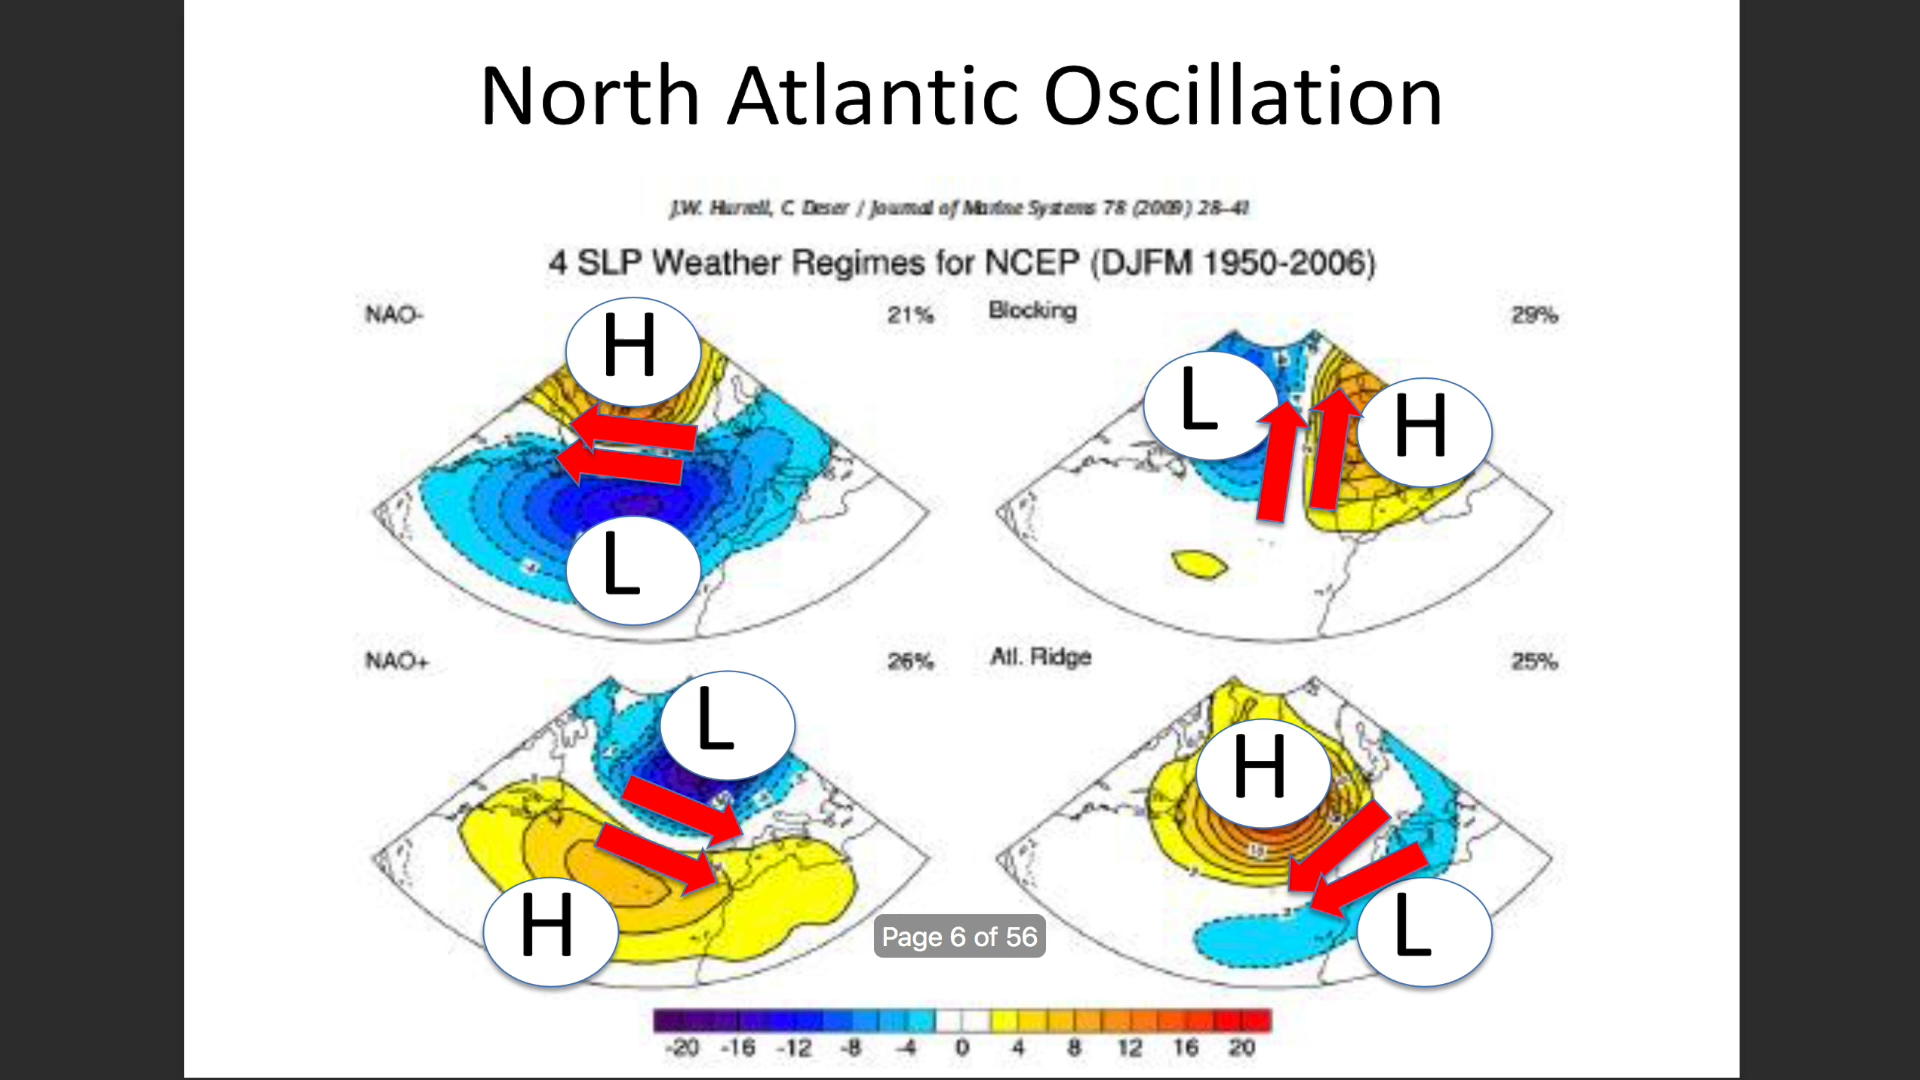 North Atlantic Oscillation
J.W. Hurrell, C. Deser / Journal of Marine Systems 78 (2009) 28–41
4 SLP Weather Regimes for NCEP (DJFM 1950-2006)
NAO-
21%
H
L
Blocking
29%
L
H
NAO+
26%
L
H
Atl. Ridge
25%
H
L
Page 6 of 56
-20 -16 -12 -8 -4 0 4 8 12 16 20